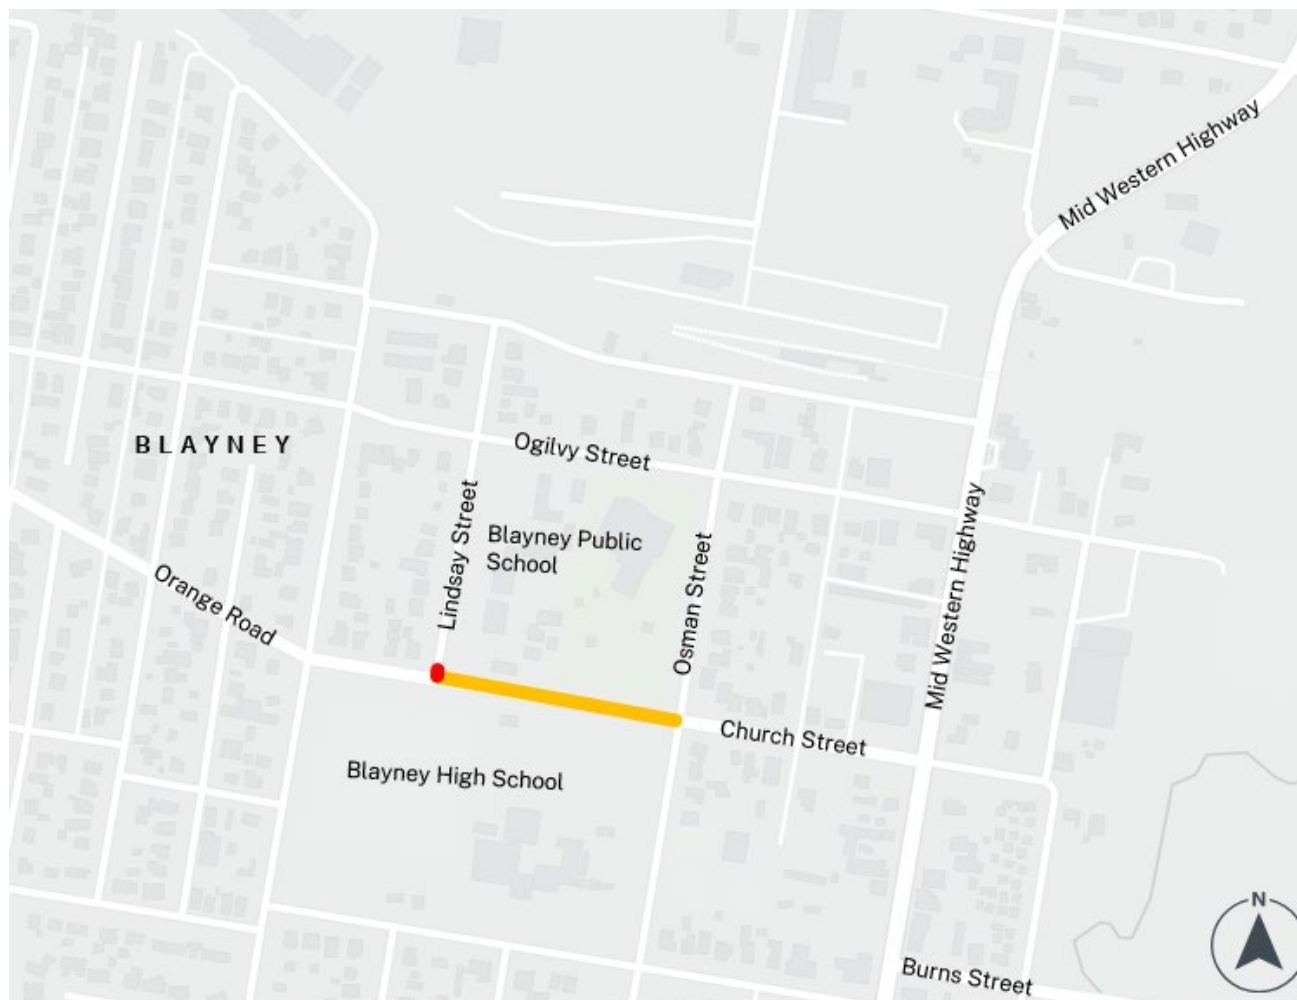 Mid Western Highway
BLAYNEY
Ogilvy Street
Lindsay Street
Blayney Public
School
Osman Street
Mid Western Highway
Orange Road
Church Street
Blayney High School
N
Burns Street